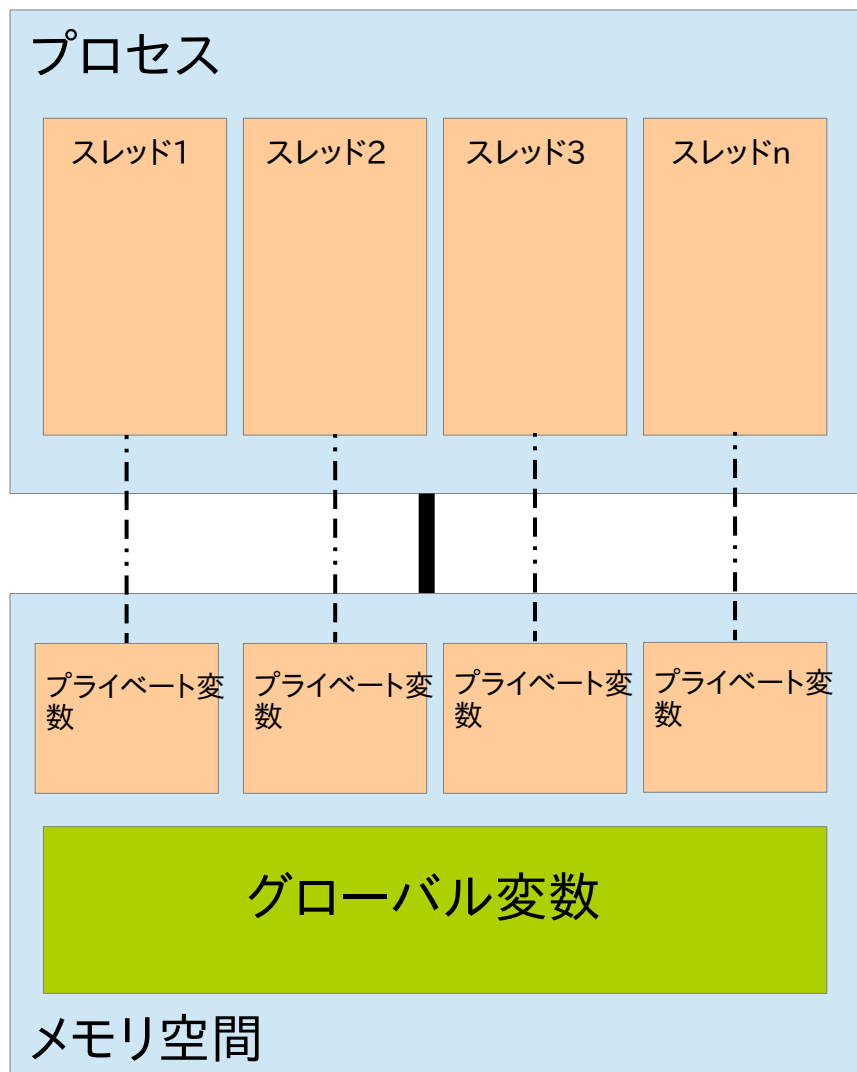 プロセス
スレッド1
スレッド2
スレッド3
スレッドn
プライベート変
数
プライベート変
数
プライベート変
数
プライベート変
数
グローバル変数
メモリ空間